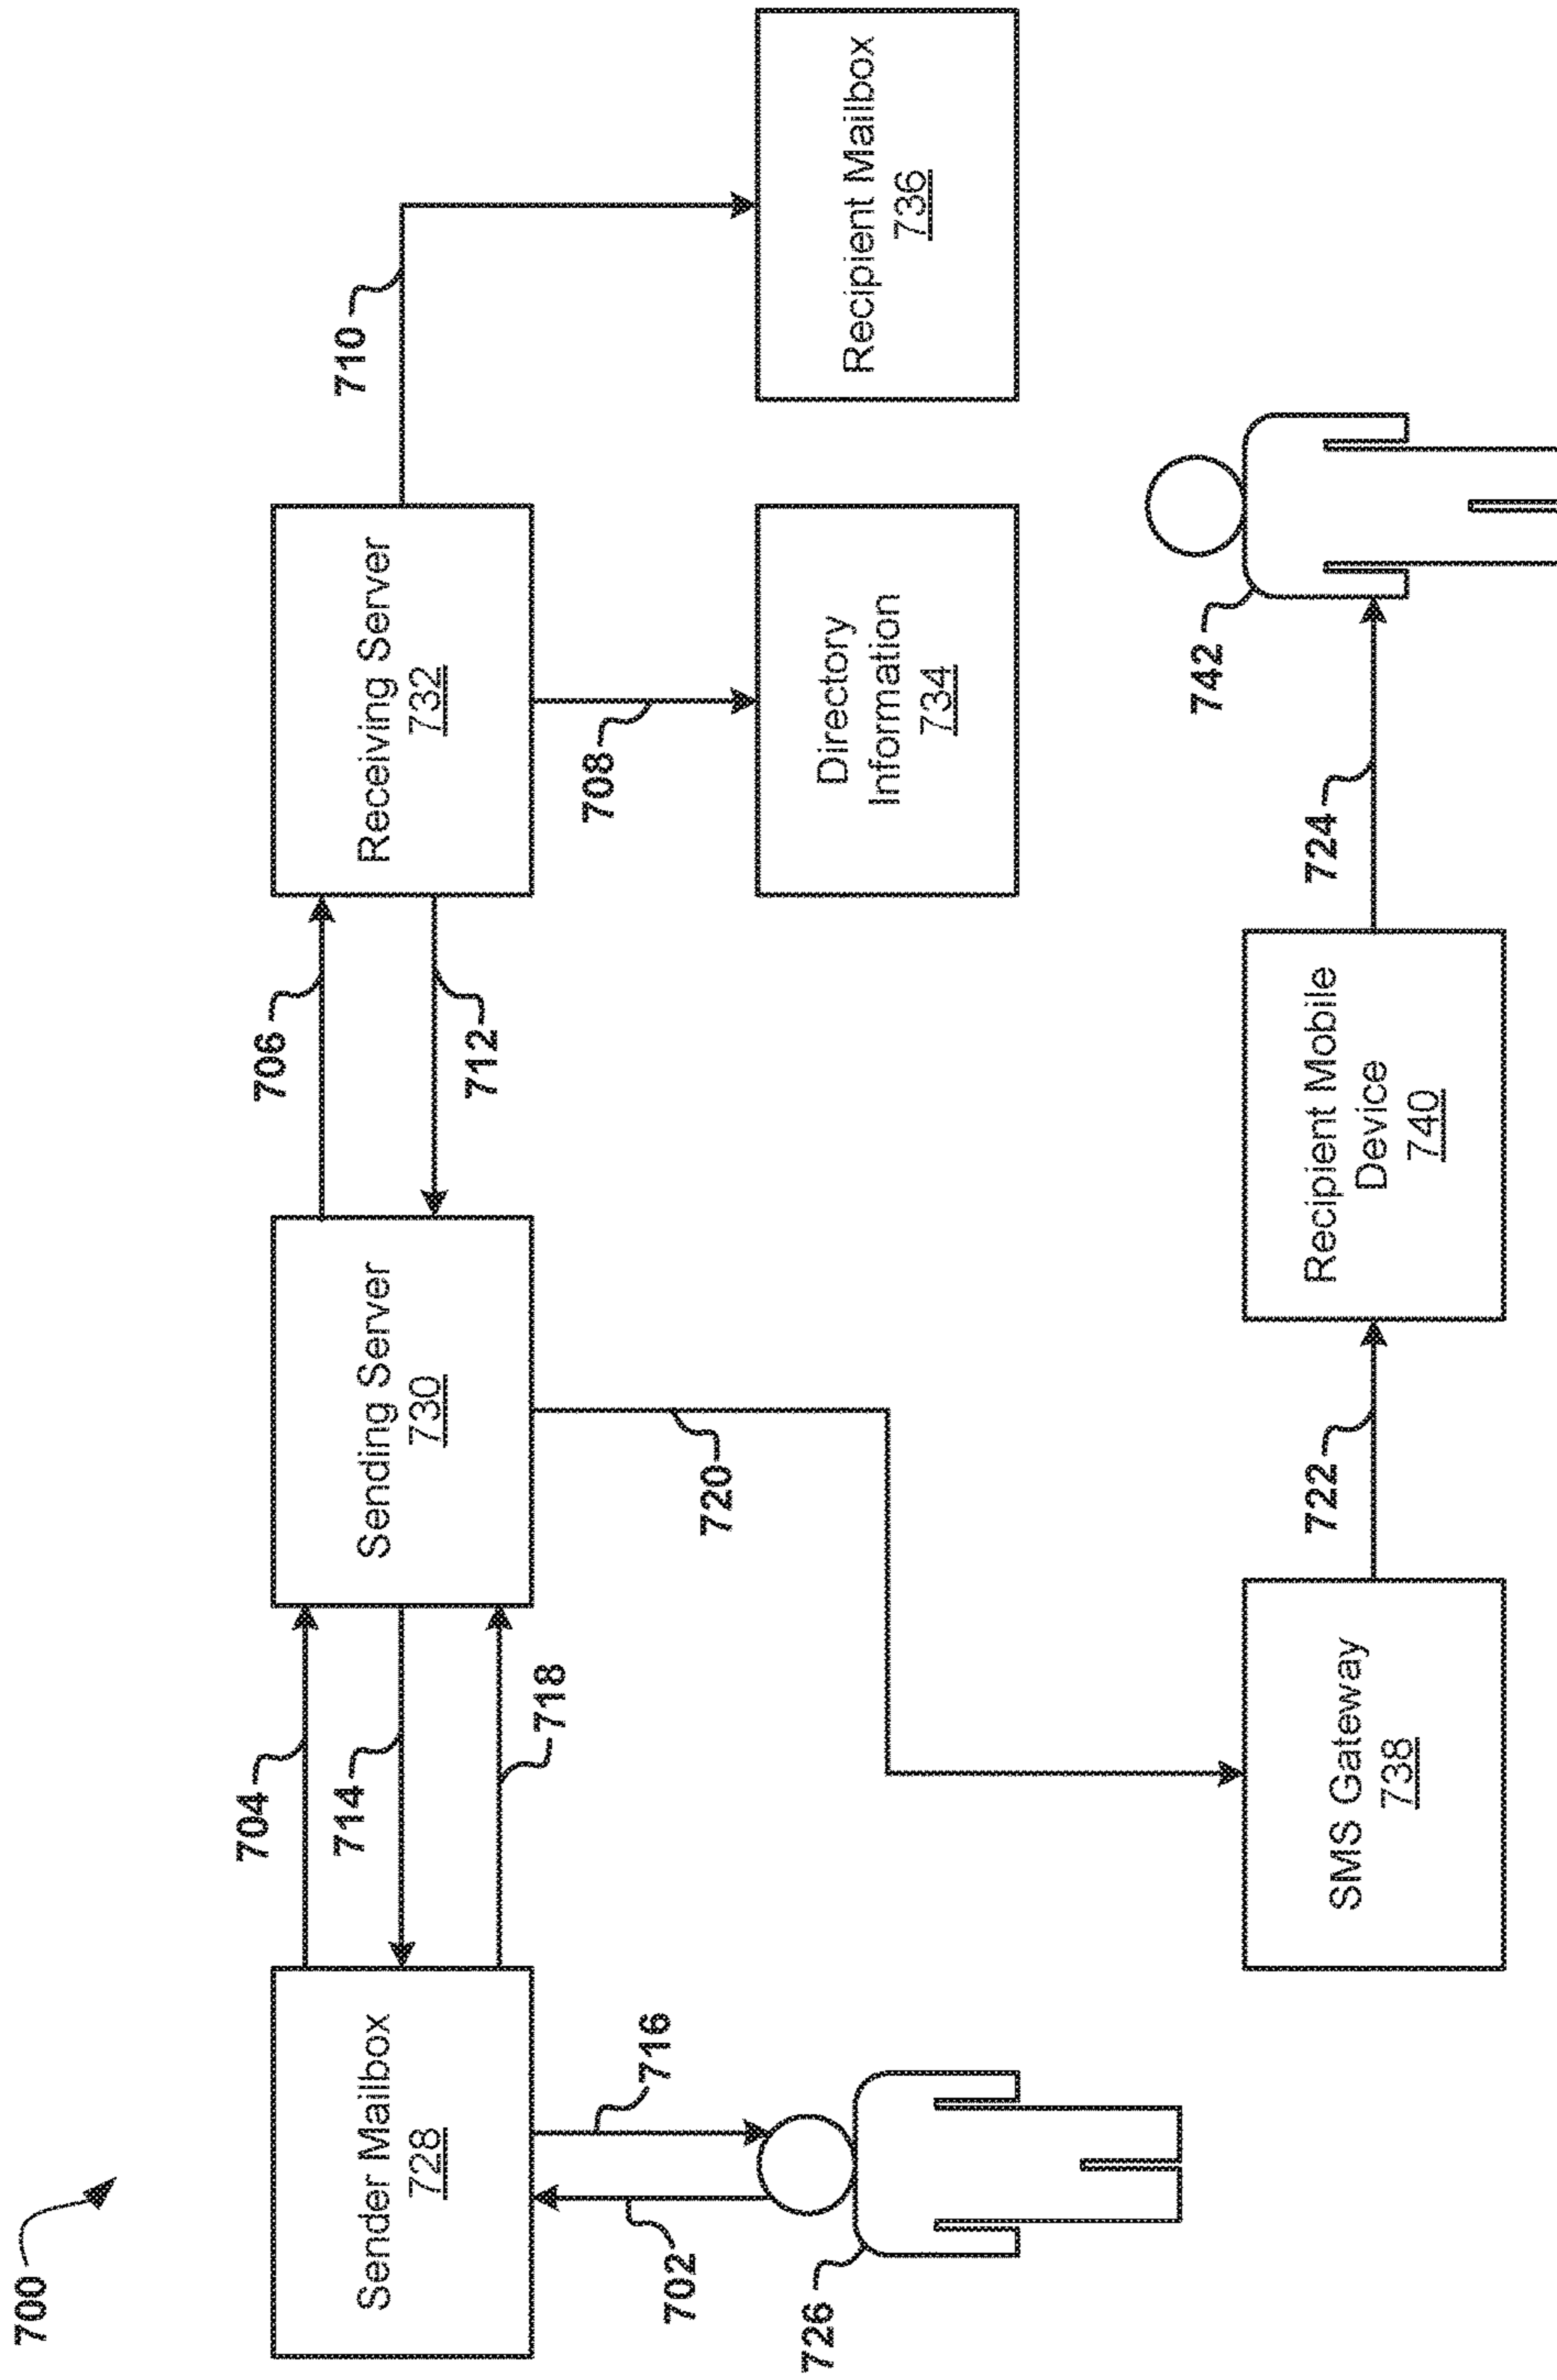 700
704
706
710
Sender Mailbox
728
Sending Server
730
Receiving Server
732
714
718
712
702
716
720
708
Directory
Information
734
Recipient Mailbox
736
726
SMS Gateway
738
722
Recipient Mobile
Device
740
724
742